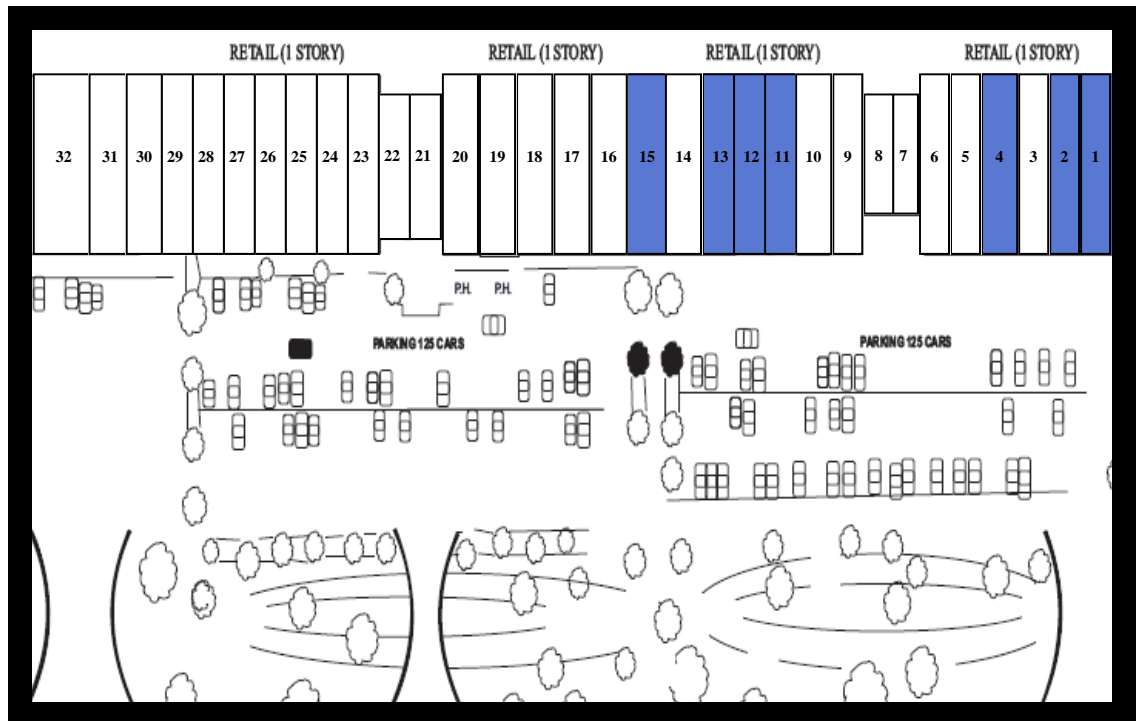 RETAIL (1 STORY) RETAIL (1 STORY) RETAIL (1 STORY) RETAIL (1 STORY)
32 31 30 29 28 27 26 25 24 23 22 21 20 19 18 17 16 15 14 13 12 11 10 9 8 7 6 5 4 3 2 1
P.H. P.H.
PARKING 125 CARS PARKING 125 CARS